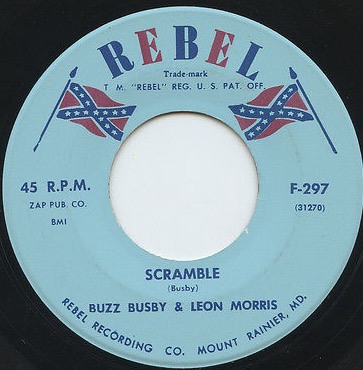 REBEL
Trade-mark
T. M. "REBEL" REG. U. S. PAT. OFF.
45 R.P.M.
ZAP PUB. CO.
BMI
F-297
(31270)
SCRAMBLE
(Busby)
BUZZ BUSBY & LEON MORRIS
REBEL RECORDING CO. MOUNT RAINIER, MD.